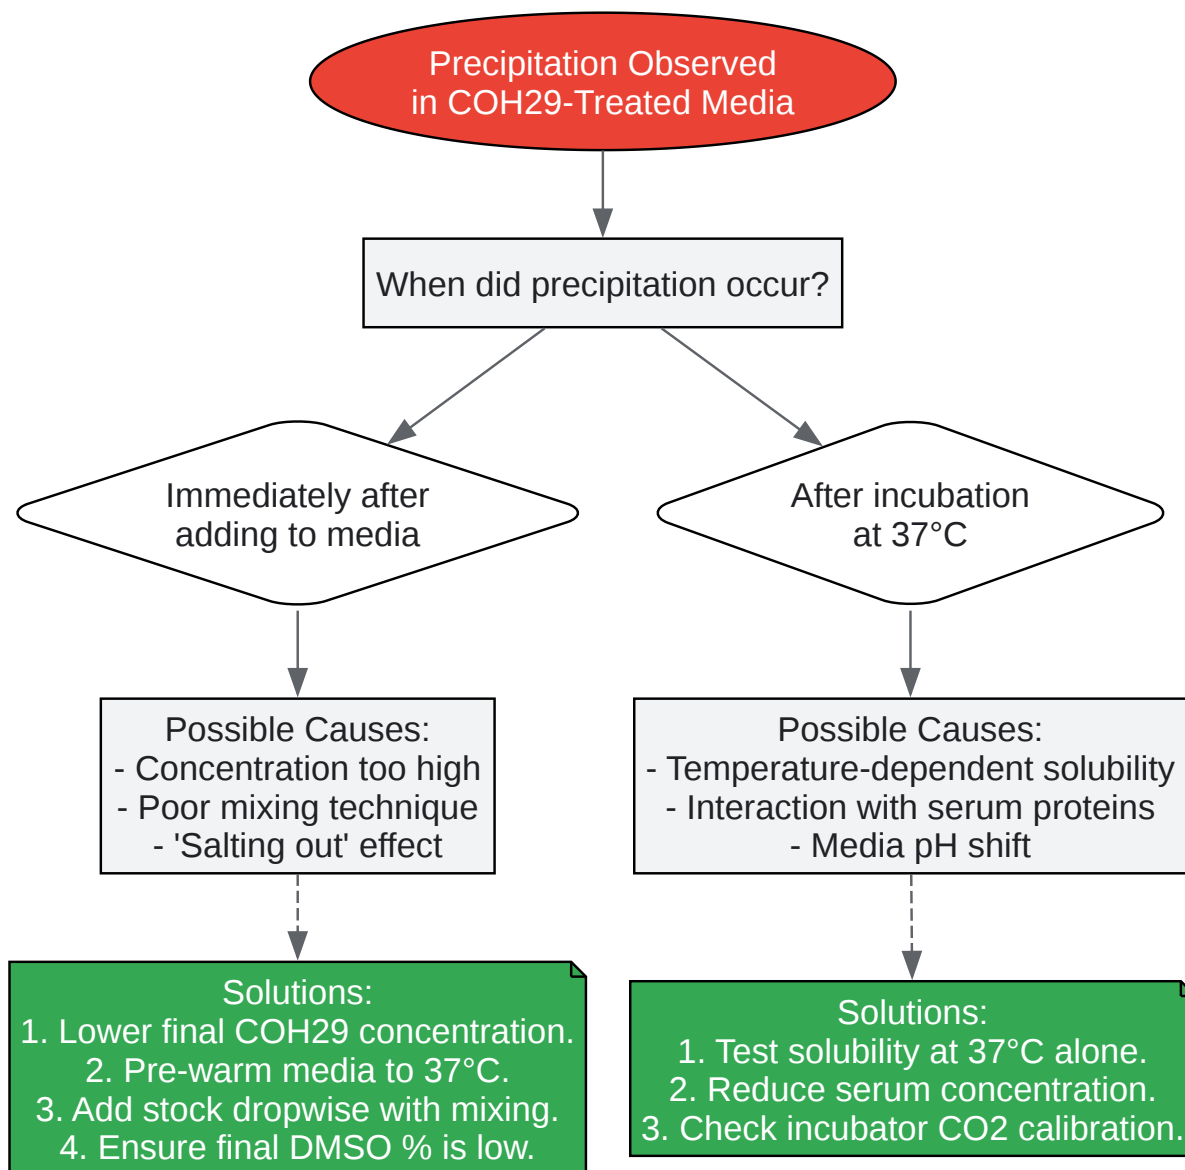 Precipitation Observed
in COH29-Treated Media
When did precipitation occur?
Immediately after
adding to media
After incubation
at 37°C
Possible Causes:
- Concentration too high
- Poor mixing technique
- 'Salting out' effect
Possible Causes:
- Temperature-dependent solubility
- Interaction with serum proteins
- Media pH shift
Solutions:
1. Lower final COH29 concentration.
2. Pre-warm media to 37°C.
3. Add stock dropwise with mixing.
4. Ensure final DMSO % is low.
Solutions:
1. Test solubility at 37°C alone.
2. Reduce serum concentration.
3. Check incubator CO2 calibration.